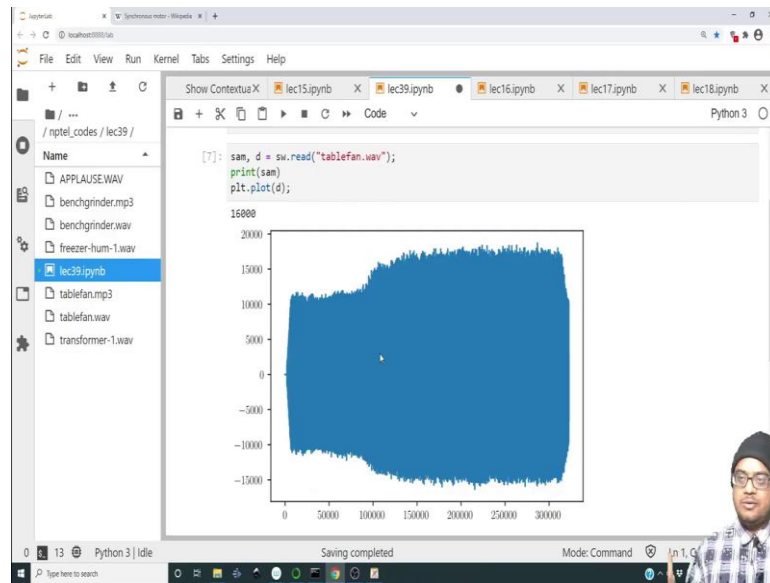 JupyterLab
Synchronous motor - Wikipedia
localhost:8888/lab
File Edit View Run Kernel Tabs Settings Help
Show Contextua
lec15.ipynb
lec39.ipynb
lec16.ipynb
lec17.ipynb
lec18.ipynb
Code
Python 3
/ ...
/ nptel_codes / lec39 /
Name
APPLAUSE.WAV
benchgrinder.mp3
benchgrinder.wav
freezer-hum-1.wav
lec39.ipynb
tablefan.mp3
tablefan.wav
transformer-1.wav
[7]: sam, d = sw.read("tablefan.wav");
print(sam)
plt.plot(d);
16000
20000
15000
10000
5000
0
−5000
−10000
−15000
0 50000 100000 150000 200000 250000 300000
0 13 Python 3 | Idle Saving completed Mode: Command Ln 1,
Type here to search